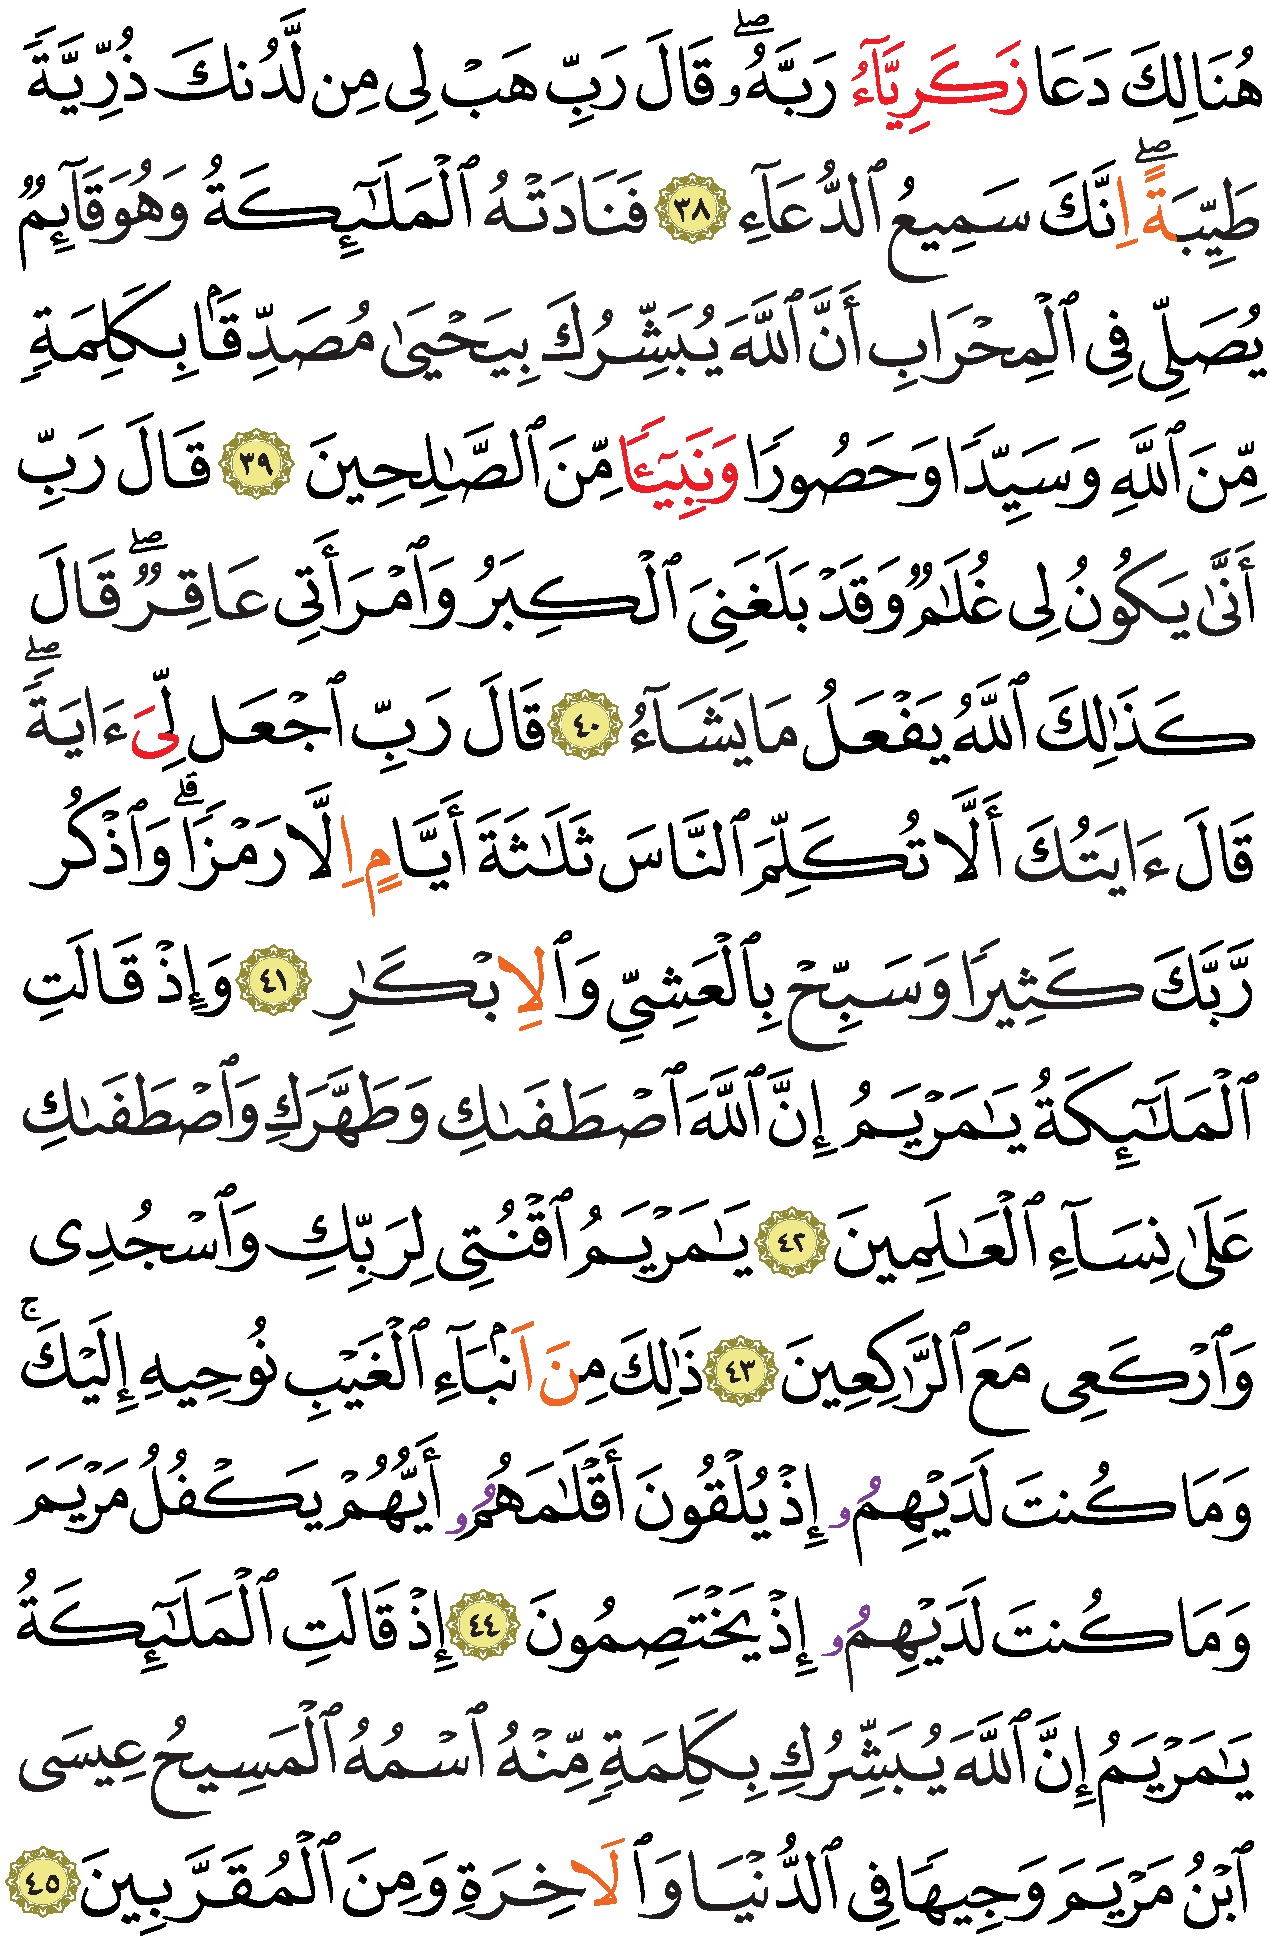 هُنَالِكَ دَعَا زَكَرِيَّآءُ رَبَّهُۥۖ قَالَ رَبِّ هَبْ لِى مِن لَّدُنكَ ذُرِّيَّةً
طَيِّبَةً ۖ اِنَّكَ سَمِيعُ ٱلدُّعَآءِ ٣٨ فَنَادَتْهُ ٱلْمَلَٰٓئِكَةُ وَهُوَ قَآئِمٌ
يُصَلِّى فِى ٱلْمِحْرَابِ أَنَّ ٱللَّهَ يُبَشِّرُكَ بِيَحْيَىٰ مُصَدِّقَۢا بِكَلِمَةٍ
مِّنَ ٱللَّهِ وَسَيِّدًا وَحَصُورًا وَنَبِيٓـًٔا مِّنَ ٱلصَّٰلِحِينَ ٣٩ قَالَ رَبِّ
أَنَّىٰ يَكُونُ لِى غُلَٰمٌ وَقَدْ بَلَغَنِىَ ٱلْكِبَرُ وَٱمْرَأَتِى عَاقِرٌ ۖ قَالَ
كَذَٰلِكَ ٱللَّهُ يَفْعَلُ مَا يَشَآءُ ٤٠ قَالَ رَبِّ ٱجْعَل لِّىَ ءَايَةً ۖ
قَالَ ءَايَتُكَ أَلَّا تُكَلِّمَ ٱلنَّاسَ ثَلَٰثَةَ أَيَّامٍ اِلَّا رَمْزًا ۗ وَٱذْكُر
رَّبَّكَ كَثِيرًا وَسَبِّحْ بِٱلْعَشِىِّ وَٱلِابْكَٰرِ ٤١ وَإِذْ قَالَتِ
ٱلْمَلَٰٓئِكَةُ يَٰمَرْيَمُ إِنَّ ٱللَّهَ ٱصْطَفَىٰكِ وَطَهَّرَكِ وَٱصْطَفَىٰكِ
عَلَىٰ نِسَآءِ ٱلْعَٰلَمِينَ ٤٢ يَٰمَرْيَمُ ٱقْنُتِى لِرَبِّكِ وَٱسْجُدِى
وَٱرْكَعِى مَعَ ٱلرَّٰكِعِينَ ٤٣ ذَٰلِكَ مِنَ اَنۢبَآءِ ٱلْغَيْبِ نُوحِيهِ إِلَيْكَ ۚ
وَمَا كُنتَ لَدَيْهِمُۥ إِذْ يُلْقُونَ أَقْلَٰمَهُمُۥ أَيُّهُمْ يَكْفُلُ مَرْيَمَ
وَمَا كُنتَ لَدَيْهِمُۥ إِذْ يَخْتَصِمُونَ ٤٤ إِذْ قَالَتِ ٱلْمَلَٰٓئِكَةُ
يَٰمَرْيَمُ إِنَّ ٱللَّهَ يُبَشِّرُكِ بِكَلِمَةٍ مِّنْهُ ٱسْمُهُ ٱلْمَسِيحُ عِيسَى
ٱبْنُ مَرْيَمَ وَجِيهًا فِى ٱلدُّنْيَا وَٱلَاخِرَةِ وَمِنَ ٱلْمُقَرَّبِينَ ٤٥